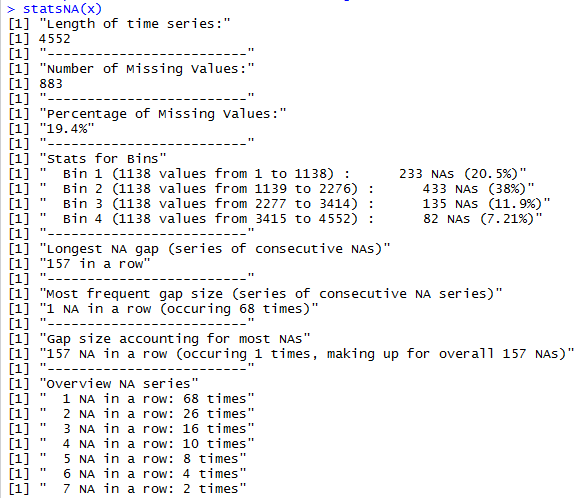 > statsNA(x)
[1] "Length of time series:"
[1] 4552
[1] "-------------------------"
[1] "Number of Missing Values:"
[1] 883
[1] "-------------------------"
[1] "Percentage of Missing Values:"
[1] "19.4%"
[1] "-------------------------"
[1] "Stats for Bins"
[1] "  Bin 1 (1138 values from 1 to 1138) :      233 NAs (20.5%)"
[1] "  Bin 2 (1138 values from 1139 to 2276) :      433 NAs (38%)"
[1] "  Bin 3 (1138 values from 2277 to 3414) :      135 NAs (11.9%)"
[1] "  Bin 4 (1138 values from 3415 to 4552) :      82 NAs (7.21%)"
[1] "-------------------------"
[1] "Longest NA gap (series of consecutive NAs)"
[1] "157 in a row"
[1] "-------------------------"
[1] "Most frequent gap size (series of consecutive NA series)"
[1] "1 NA in a row (occuring 68 times)"
[1] "-------------------------"
[1] "Gap size accounting for most NAs"
[1] "157 NA in a row (occuring 1 times, making up for overall 157 NAs)"
[1] "-------------------------"
[1] "Overview NA series"
[1] "  1 NA in a row: 68 times"
[1] "  2 NA in a row: 26 times"
[1] "  3 NA in a row: 16 times"
[1] "  4 NA in a row: 10 times"
[1] "  5 NA in a row: 8 times"
[1] "  6 NA in a row: 4 times"
[1] "  7 NA in a row: 2 times"